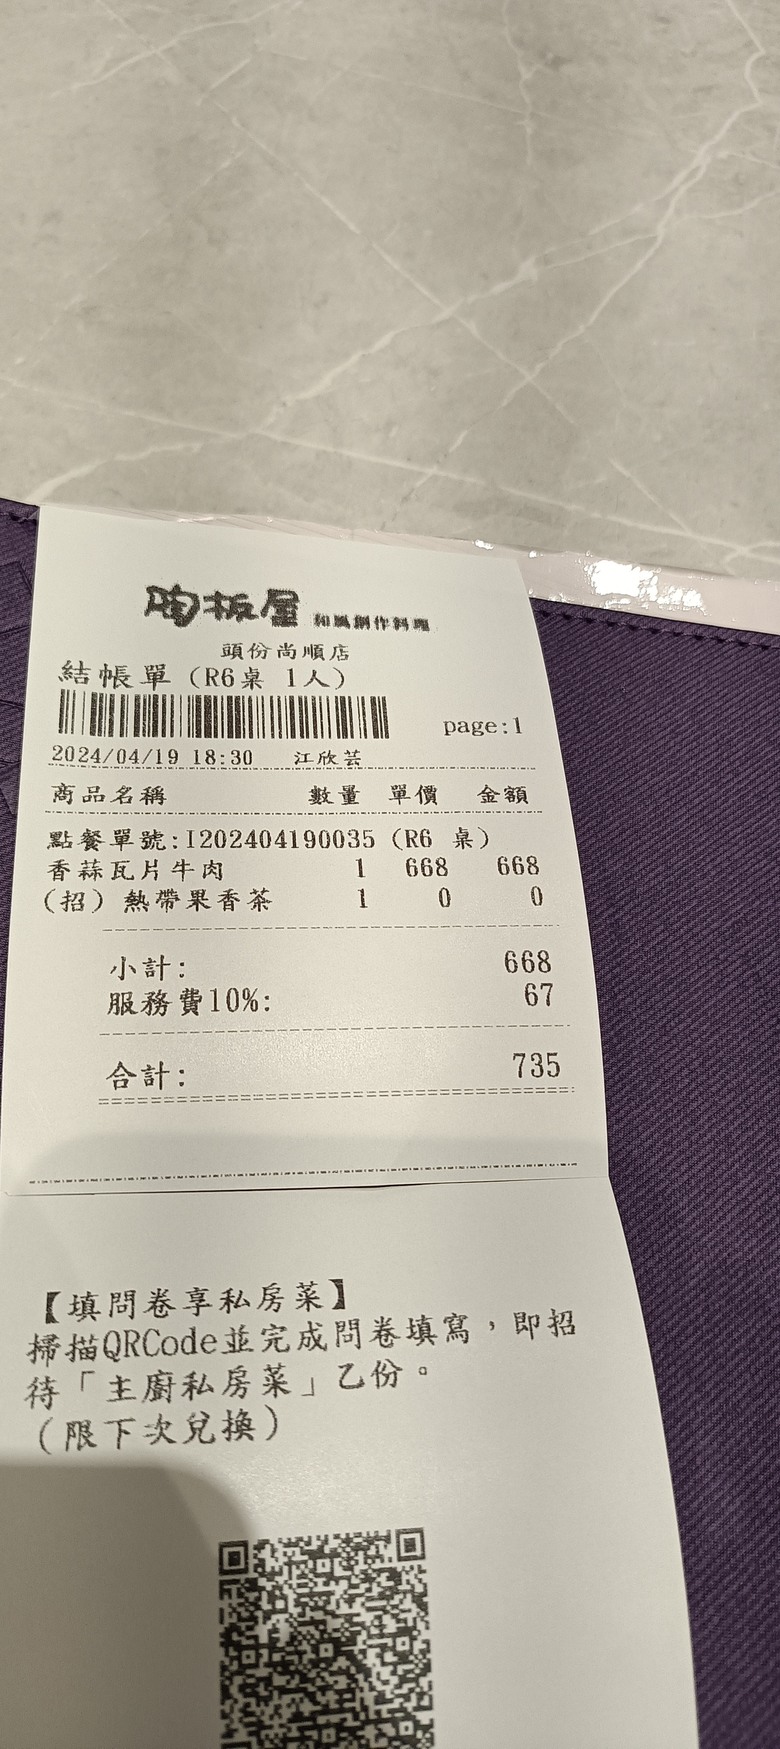 陶板屋 和風創作料理
頭份尚順店
結帳單 (R6桌 1人)
page:1
2024/04/19 18:30 江欣芸
商品名稱 數量 單價 金額
點餐單號:I202404190035 (R6 桌)
香蒜瓦片牛肉 1 668 668
(招) 熱帶果香茶 1 0 0
小計: 668
服務費10%: 67
合計: 735
【填問卷享私房菜】
掃描QRCode並完成問卷填寫，即招
待「主廚私房菜」乙份。
(限下次兌換)